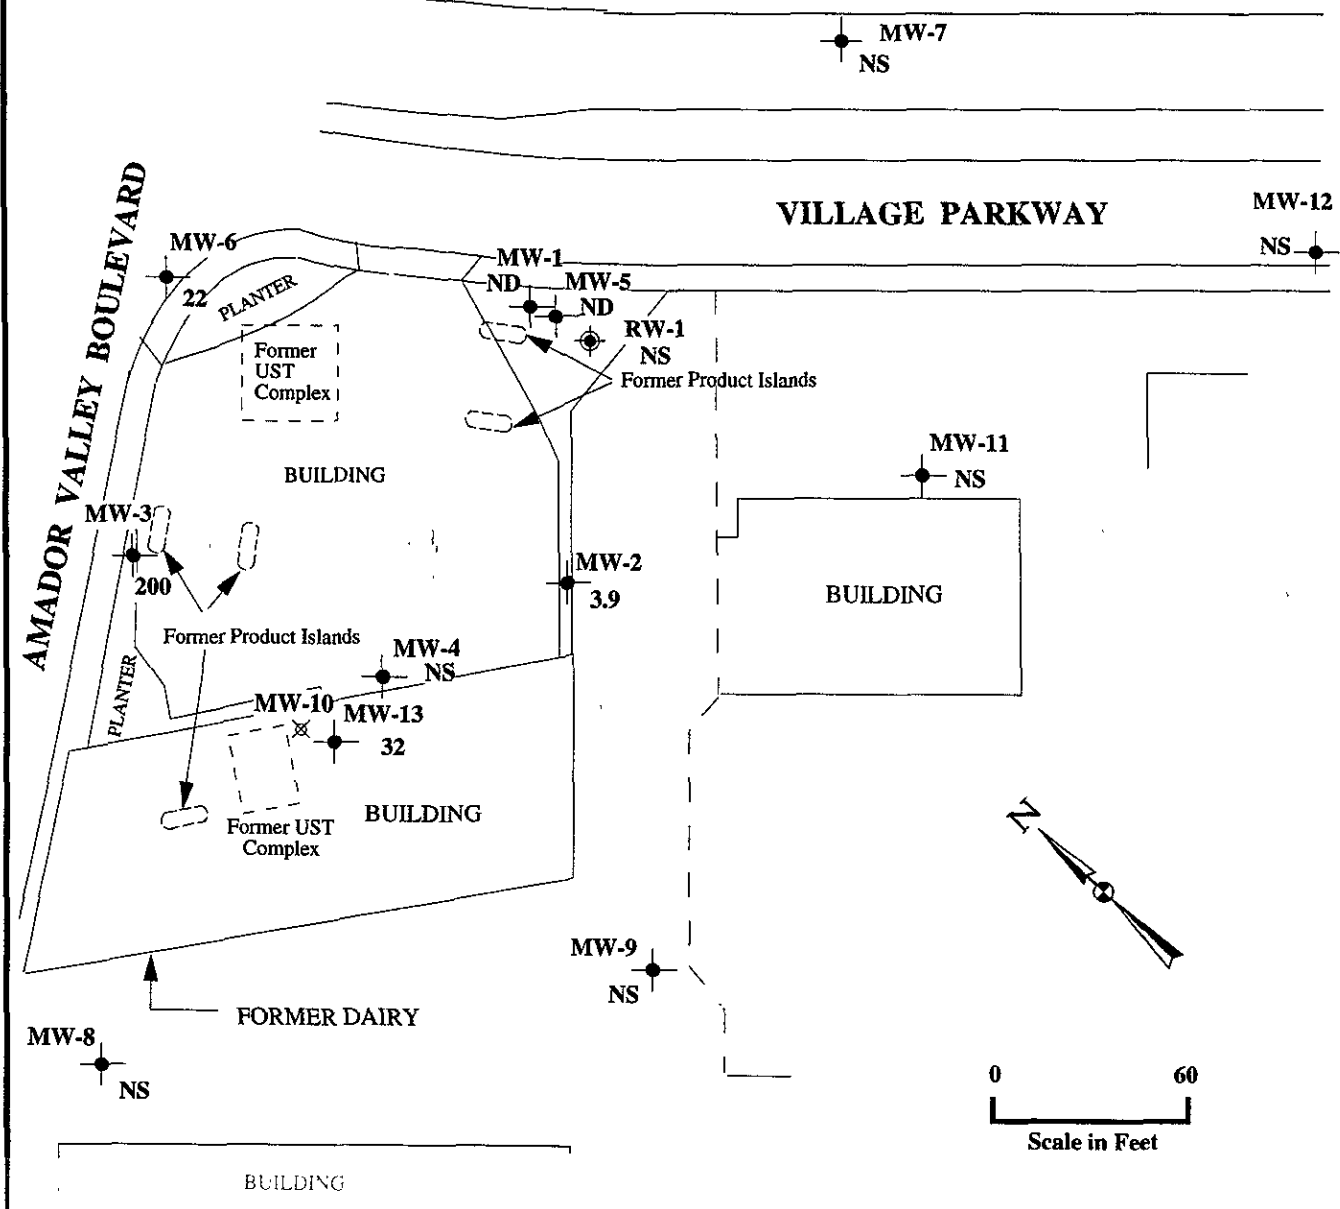 MW-7
NS
AMADOR VALLEY BOULEVARD
VILLAGE PARKWAY
MW-12
NS
MW-6
22
PLANTER
MW-1
ND
MW-5
ND
RW-1
NS
Former
UST
Complex
Former Product Islands
BUILDING
MW-11
NS
MW-3
200
MW-2
3.9
BUILDING
Former Product Islands
MW-4
NS
PLANTER
MW-10
MW-13
32
BUILDING
Former UST
Complex
N
MW-9
NS
FORMER DAIRY
MW-8
NS
0 60
Scale in Feet
BUILDING